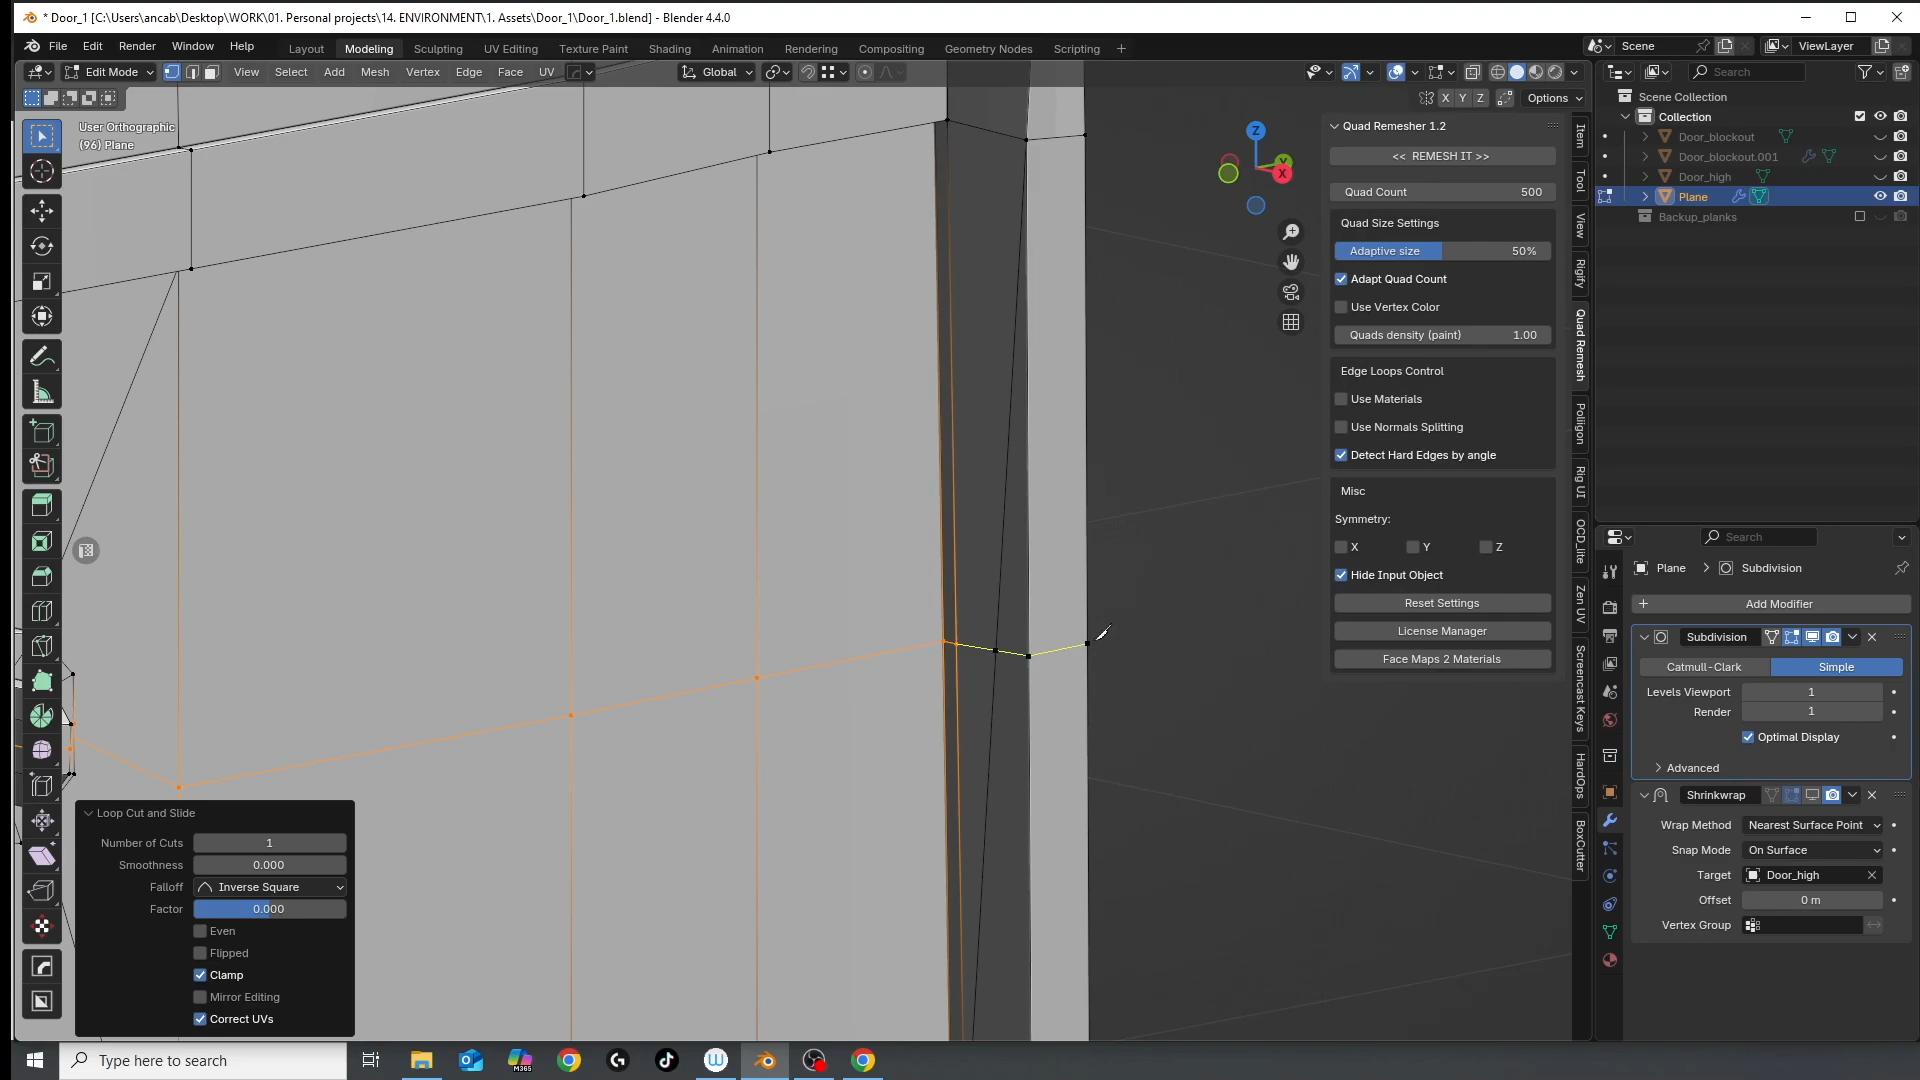 * Door_1 [C:\Users\ancab\Desktop\WORK\01. Personal projects\14. ENVIRONMENT\1. Assets\Door_1\Door_1.blend] - Blender 4.4.0
File Edit Render Window Help Layout Modeling Sculpting UV Editing Texture Paint Shading Animation Rendering Compositing Geometry Nodes Scripting + Scene ViewLayer
Edit Mode View Select Add Mesh Vertex Edge Face UV Global Search
X Y Z Options
User Orthographic
(96) Plane
Z
Y
X
Quad Remesher 1.2
<< REMESH IT >>
Quad Count 500
Quad Size Settings
Adaptive size 50%
Adapt Quad Count
Use Vertex Color
Quads density (paint) 1.00
Edge Loops Control
Use Materials
Use Normals Splitting
Detect Hard Edges by angle
Misc
Symmetry:
X Y Z
Hide Input Object
Reset Settings
License Manager
Face Maps 2 Materials
Item
Tool
View
Rigify
Quad Remesh
Poliigon
Rig UI
OCD_lite
Zen UV
Screencast Keys
HardOps
BoxCutter
Scene Collection
Collection
Door_blockout
Door_blockout.001
Door_high
Plane
Backup_planks
Search
Plane > Subdivision
+ Add Modifier
Subdivision
Catmull-Clark Simple
Levels Viewport 1
Render 1
Optimal Display
Advanced
Shrinkwrap
Wrap Method Nearest Surface Point
Snap Mode On Surface
Target Door_high
Offset 0 m
Vertex Group
Loop Cut and Slide
Number of Cuts 1
Smoothness 0.000
Falloff Inverse Square
Factor 0.000
Even
Flipped
Clamp
Mirror Editing
Correct UVs
Type here to search
M365